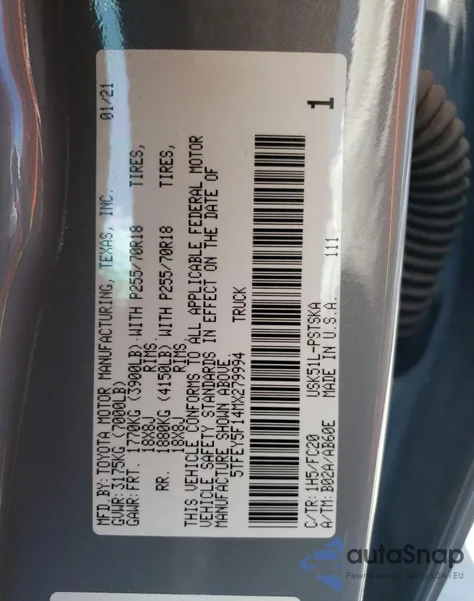 MFD.BY:TOYOTA MOTOR MANUFACTURING, TEXAS, INC. 01/21
GVWR:3175KG (7000LB)
GAWR:FRT. 1770KG (3900LB) WITH P255/70R18 TIRES,
18X8J RIMS
RR. 1880KG (4150LB) WITH P255/70R18 TIRES,
18X8J RIMS
THIS VEHICLE CONFORMS TO ALL APPLICABLE FEDERAL MOTOR
VEHICLE SAFETY STANDARDS IN EFFECT ON THE DATE OF
MANUFACTURE SHOWN ABOVE.
5TFEY5F14MX279994 TRUCK
1
C/TR: 1H5/FC20 USK51L-PSTSKA
A/TM: B02A/AB60E MADE IN U.S.A. 111
autoSnap